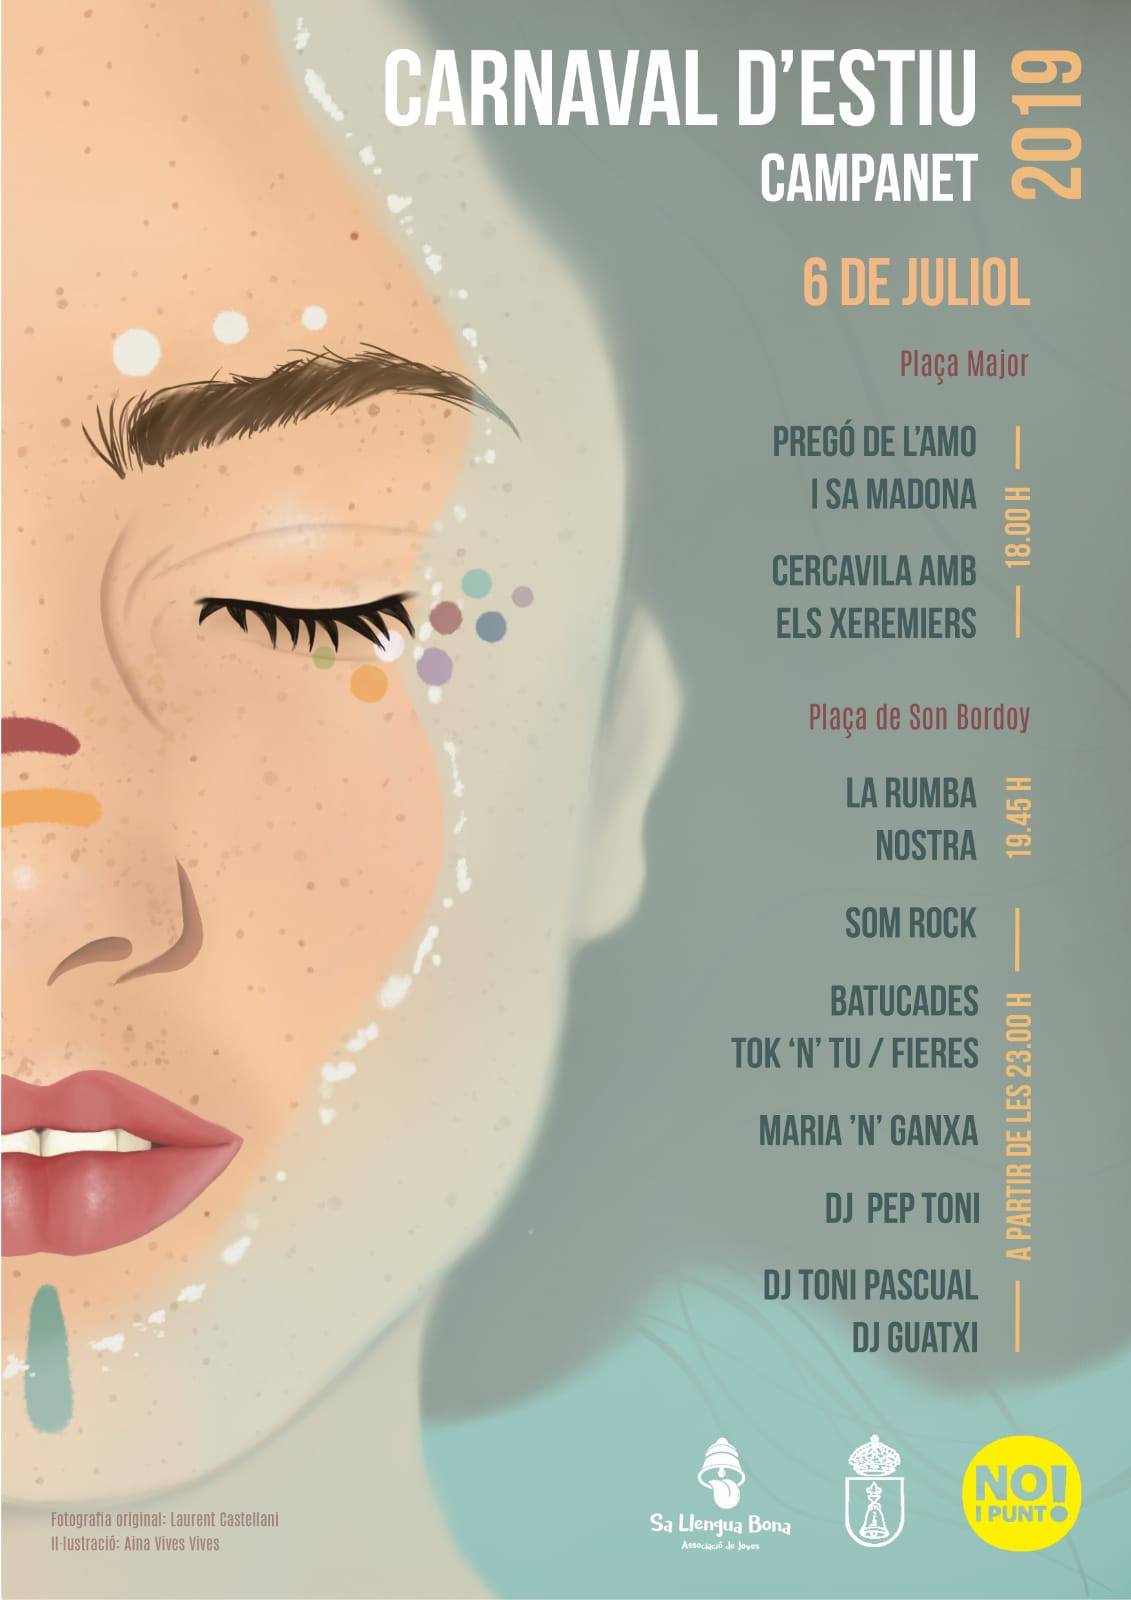 CARNAVAL D'ESTIU
CAMPANET
2019
6 DE JULIOL
Plaça Major
PREGÓ DE L'AMO
I SA MADONA
CERCAVILA AMB
ELS XEREMIERS
18.00 H
Plaça de Son Bordoy
LA RUMBA
NOSTRA
19.45 H
SOM ROCK
BATUCADES
TOK ‘N’ TU / FIERES
MARIA ’N’ GANXA
DJ PEP TONI
DJ TONI PASCUAL
DJ GUATXI
A PARTIR DE LES 23.00 H
Sa Llengua Bona
Associació de Joves
NO!
I PUNT
Fotografia original: Laurent Castellani
Il·lustració: Aina Vives Vives